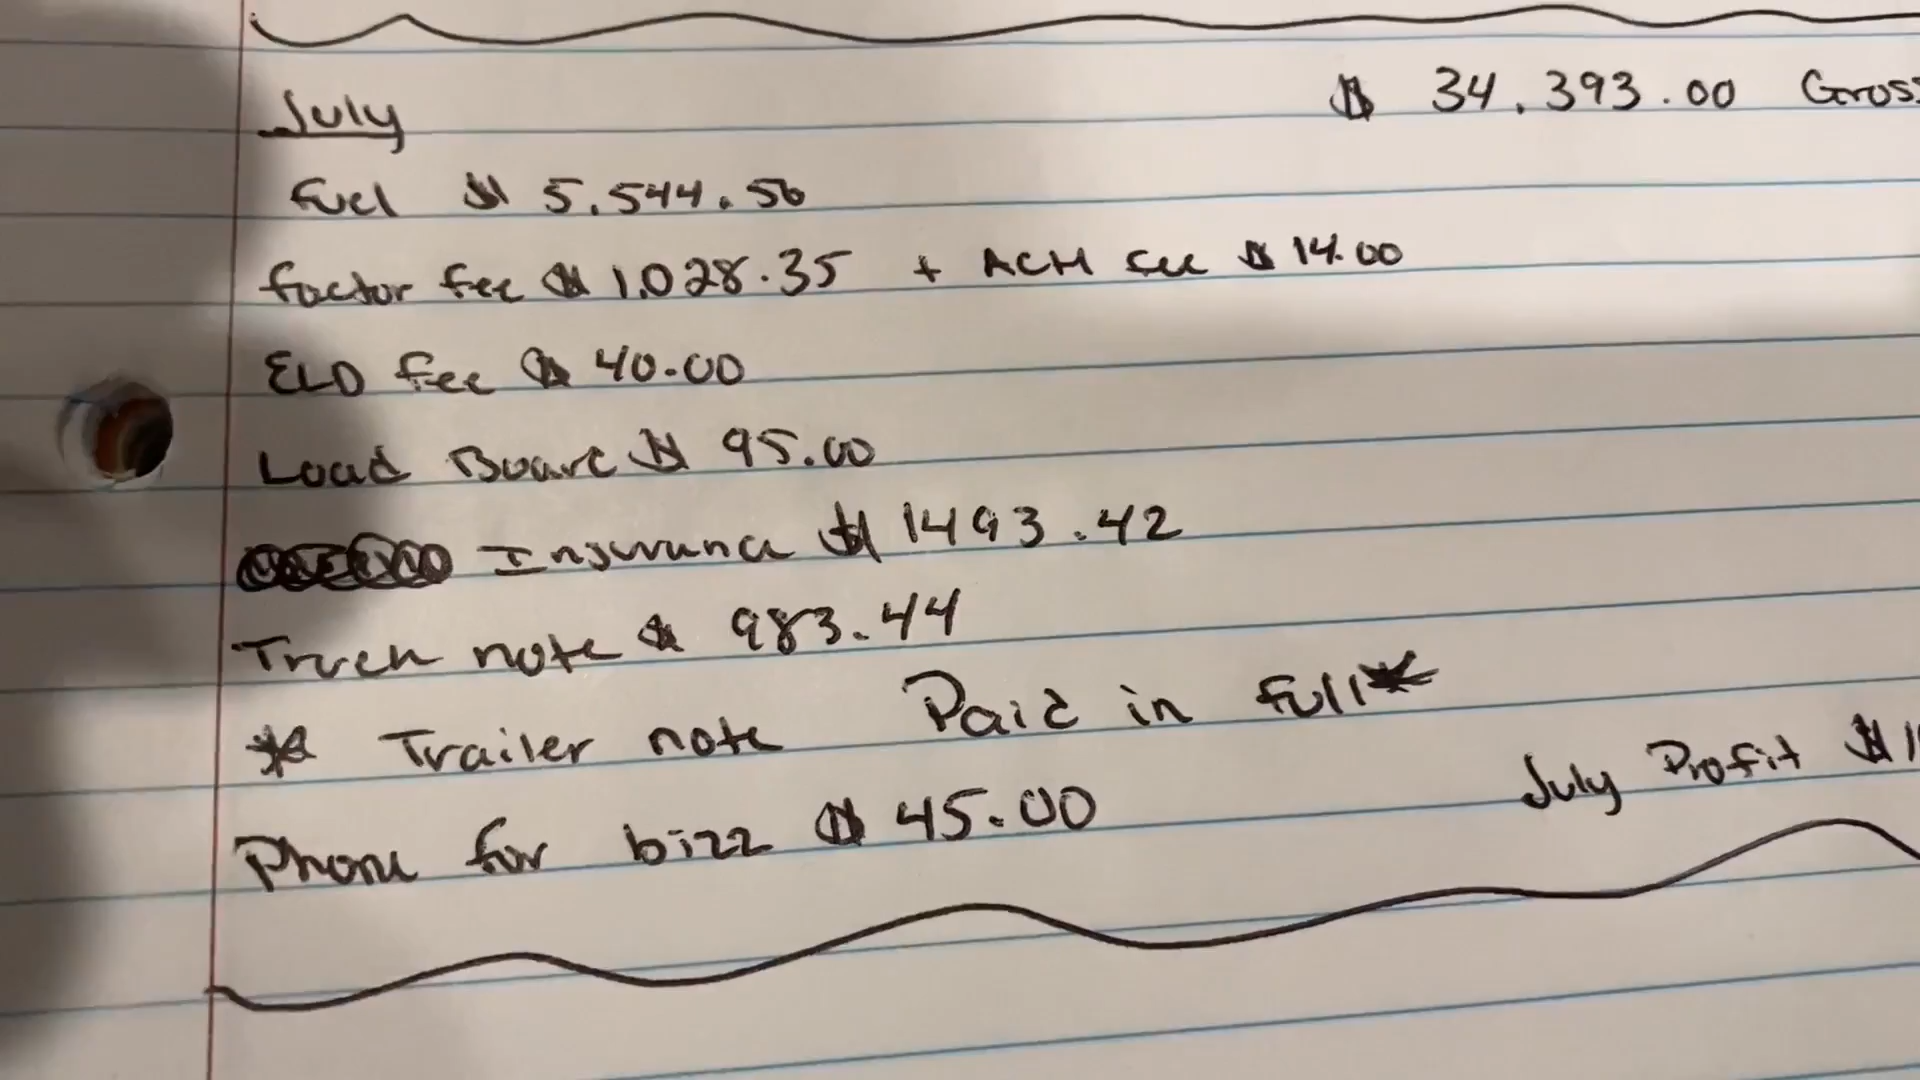 July $ 34,393.00 Gross
Fuel $ 5,544.56
factor fee $ 1,028.35 + ACH fee $ 14.00
ELD fee $ 40.00
Load Board $ 95.00
Insurance $ 1493.42
Truck note $ 983.44
* Trailer note Paid in full*
July Profit $ 1
Phone for bizz $ 45.00